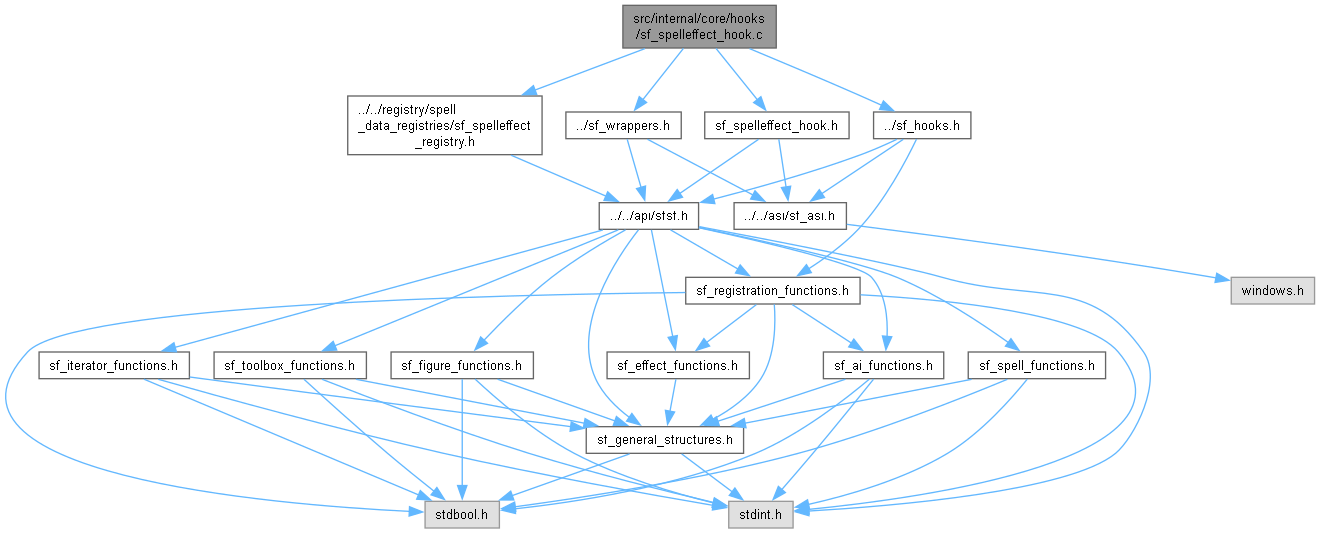 src/internal/core/hooks
/sf_spelleffect_hook.c
../../registry/spell
_data_registries/sf_spelleffect
_registry.h
../sf_wrappers.h
sf_spelleffect_hook.h
../sf_hooks.h
../../api/sfsf.h
../../asi/sf_asi.h
sf_registration_functions.h
windows.h
sf_iterator_functions.h
sf_toolbox_functions.h
sf_figure_functions.h
sf_effect_functions.h
sf_ai_functions.h
sf_spell_functions.h
sf_general_structures.h
stdbool.h
stdint.h